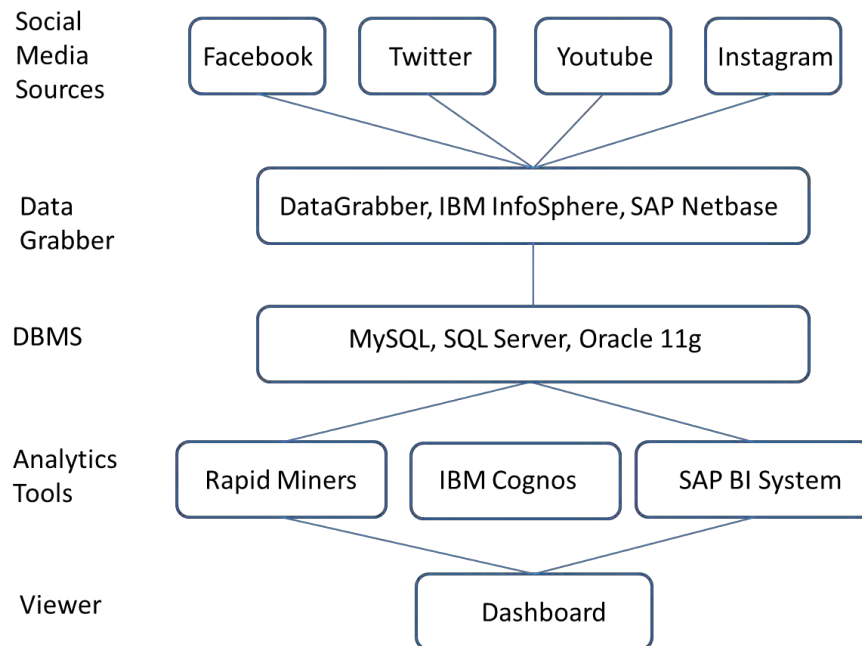 Social
Media
Sources
Facebook
Twitter
Youtube
Instagram
Data
Grabber
DataGrabber, IBM InfoSphere, SAP Netbase
DBMS
MySQL, SQL Server, Oracle 11g
Analytics
Tools
Rapid Miners
IBM Cognos
SAP BI System
Viewer
Dashboard